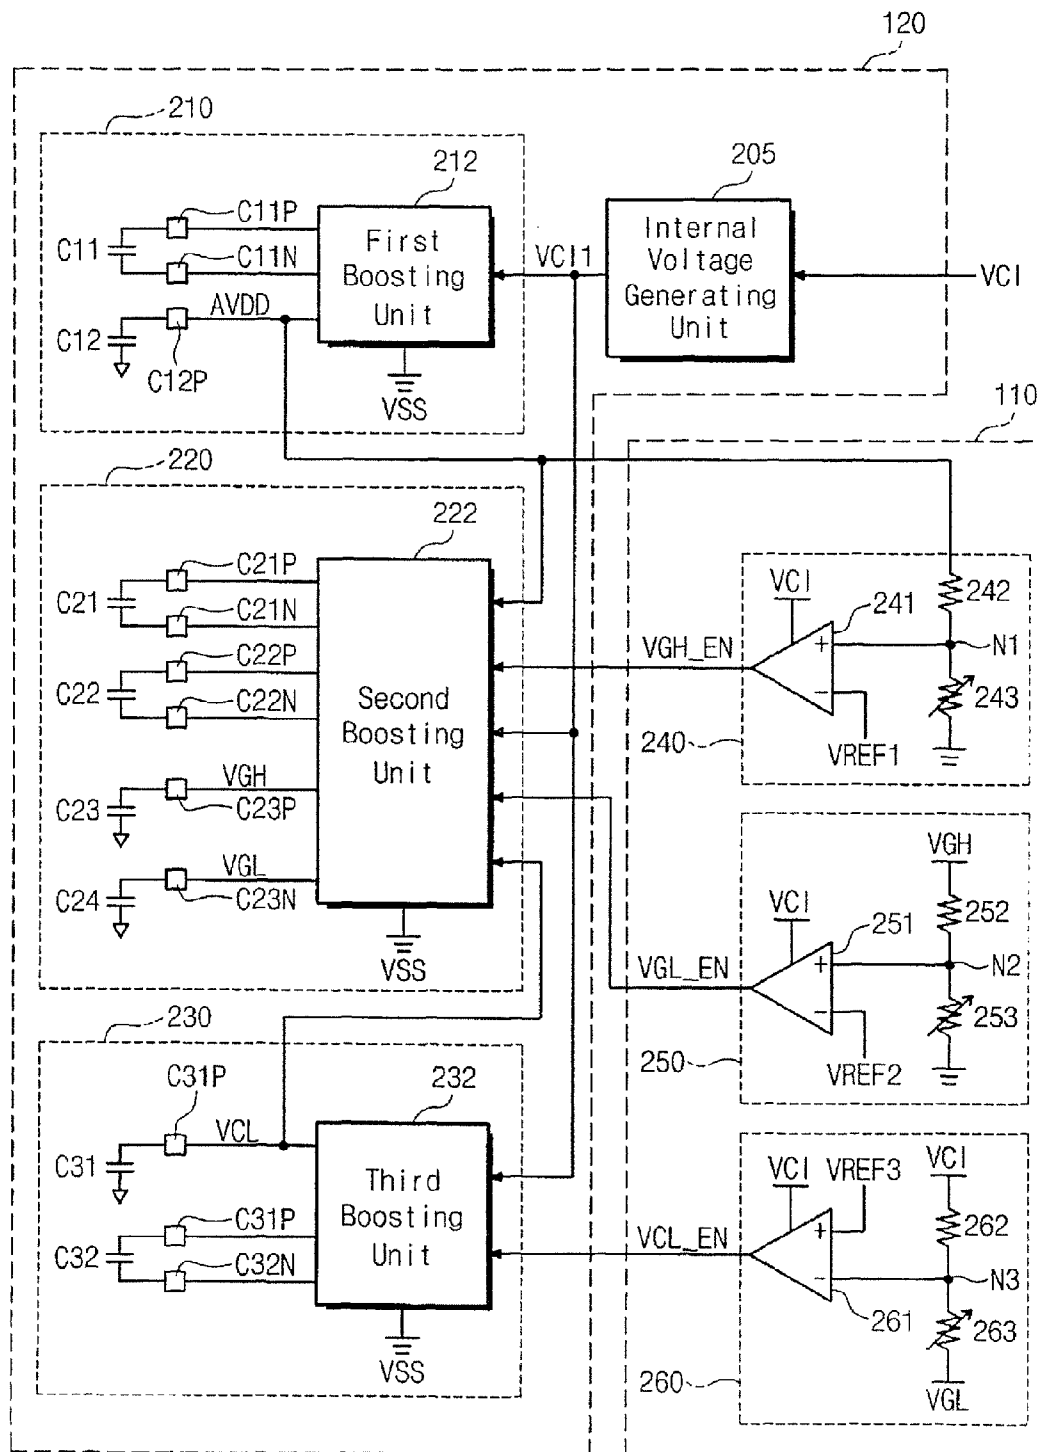 120
210
212
205
C11P
C11
C11N
First
Boosting
Unit
VCI1
Internal
Voltage
Generating
Unit
VCI
AVDD
C12
C12P
VSS
110
220
222
C21P
C21
C21N
C22P
C22
C22N
VGH
C23
C23P
VGL
C24
C23N
Second
Boosting
Unit
VSS
VGH_EN
VCI
241
+
-
VREF1
242
N1
243
240
VGL_EN
VCI
251
+
-
VREF2
VGH
252
N2
253
250
230
232
C31P
VCL
C31
C31P
C32
C32N
Third
Boosting
Unit
VSS
VCL_EN
VCI
VREF3
+
-
261
VCI
262
N3
263
VGL
260